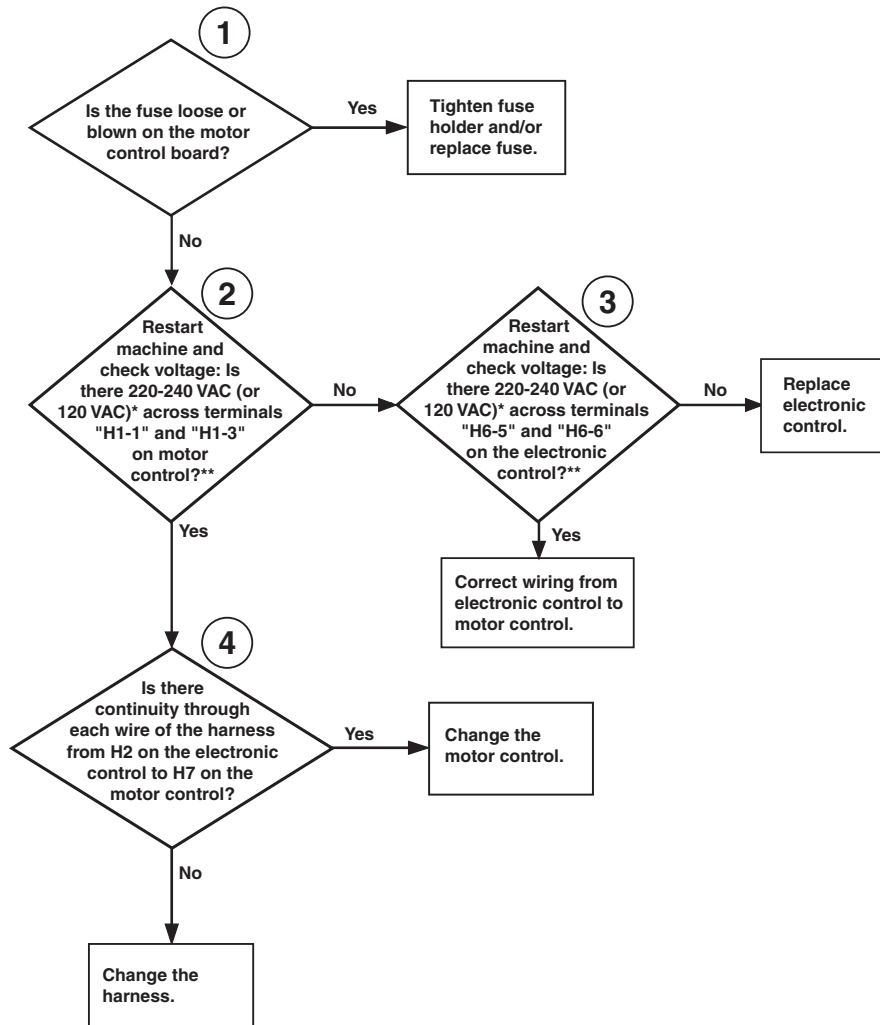 1
Is the fuse loose or
blown on the motor
control board?
Yes
Tighten fuse
holder and/or
replace fuse.
No
2
Restart
machine and
check voltage: Is
there 220-240 VAC (or
120 VAC)* across terminals
"H1-1" and "H1-3"
on motor
control?**
No
3
Restart
machine and
check voltage: Is
there 220-240 VAC (or
120 VAC)* across terminals
"H6-5" and "H6-6"
on the electronic
control?**
No
Replace
electronic
control.
Yes
Yes
Correct wiring from
electronic control to
motor control.
4
Is there
continuity through
each wire of the harness
from H2 on the electronic
control to H7 on the
motor control?
Yes
Change the
motor control.
No
Change the
harness.